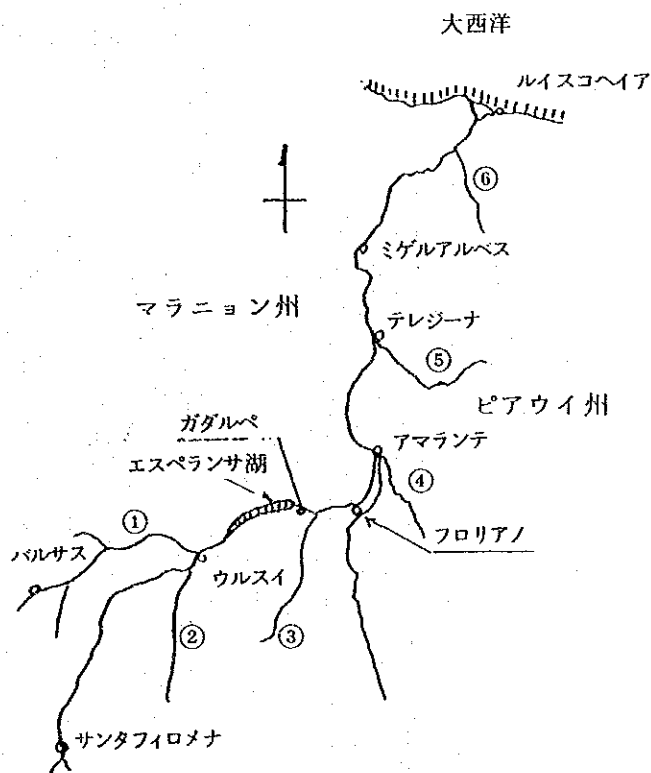 大西洋
ルイスコヘイア
⑥
ミゲルアルベス
マラニョン州
テレジーナ
⑤
ピアウイ州
ガダルペ
アマランテ
エスペランサ湖
④
①
フロリアノ
バルサス
ウルスイ
②
③
サンタフィロメナ